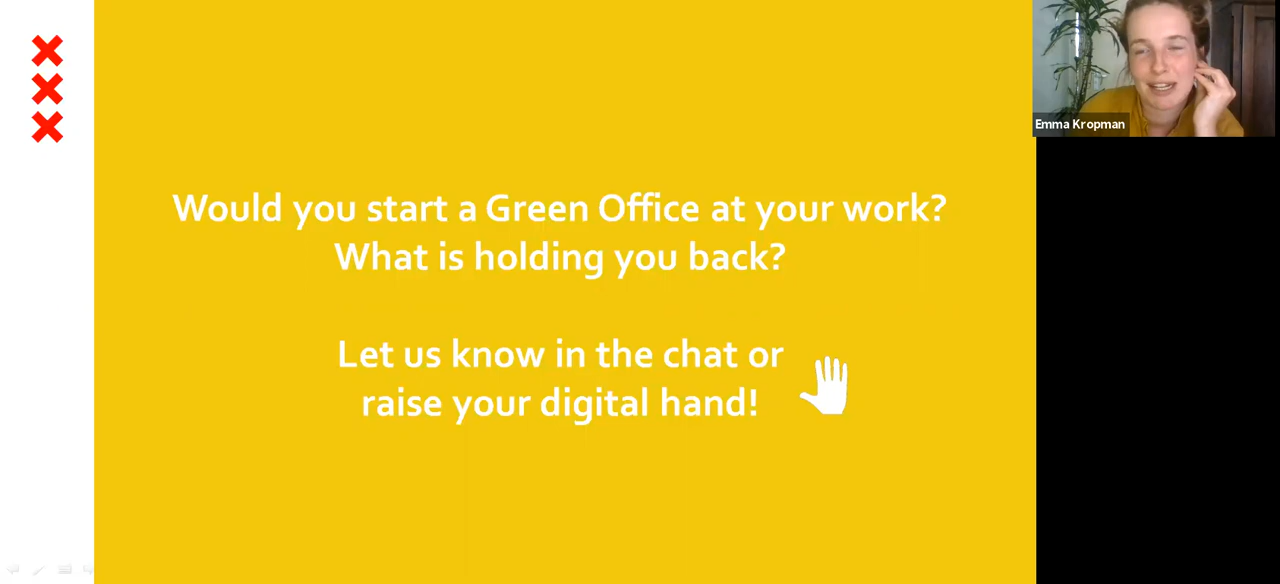 Would you start a Green Office at your work?
What is holding you back?
Let us know in the chat or
raise your digital hand!
Emma Kropman